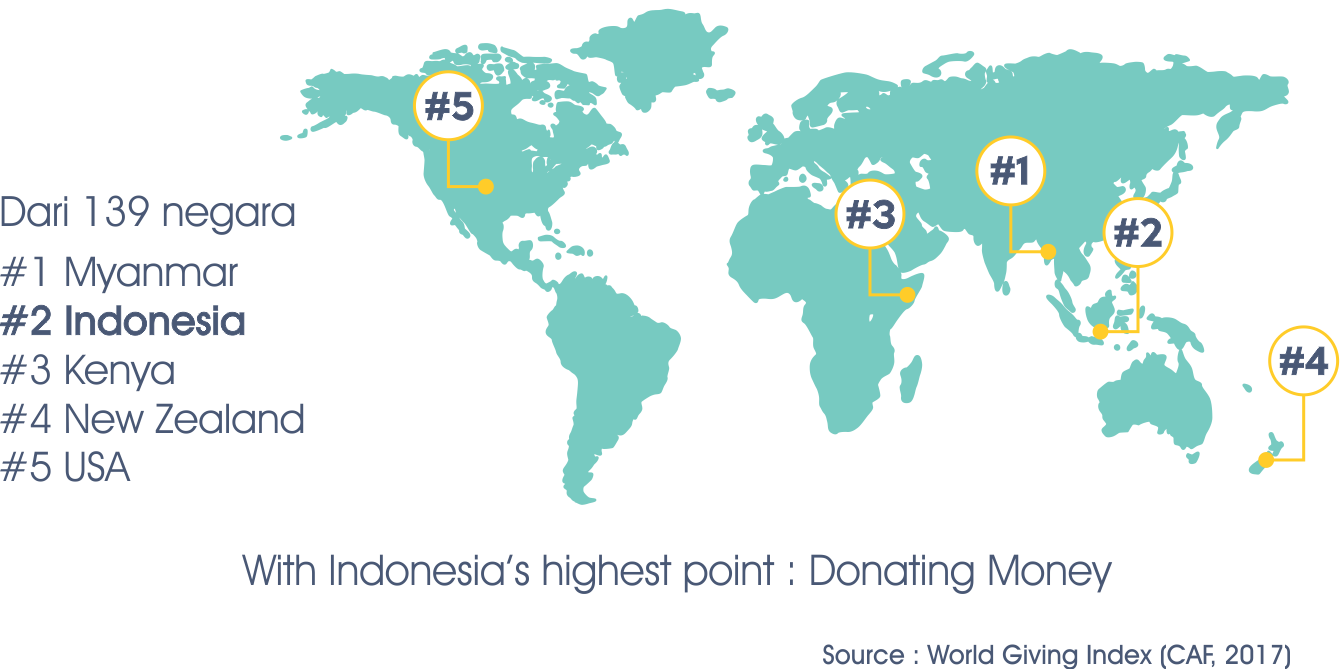 #5
#1
#3
#2
#4
Dari 139 negara
#1 Myanmar
#2 Indonesia
#3 Kenya
#4 New Zealand
#5 USA
With Indonesia’s highest point : Donating Money
Source : World Giving Index (CAF, 2017)